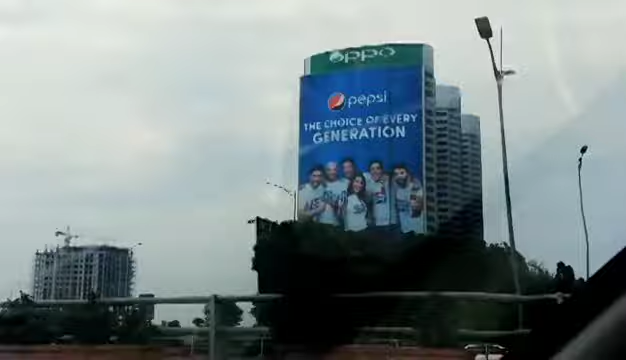 oppo
pepsi
THE CHOICE OF EVERY
GENERATION